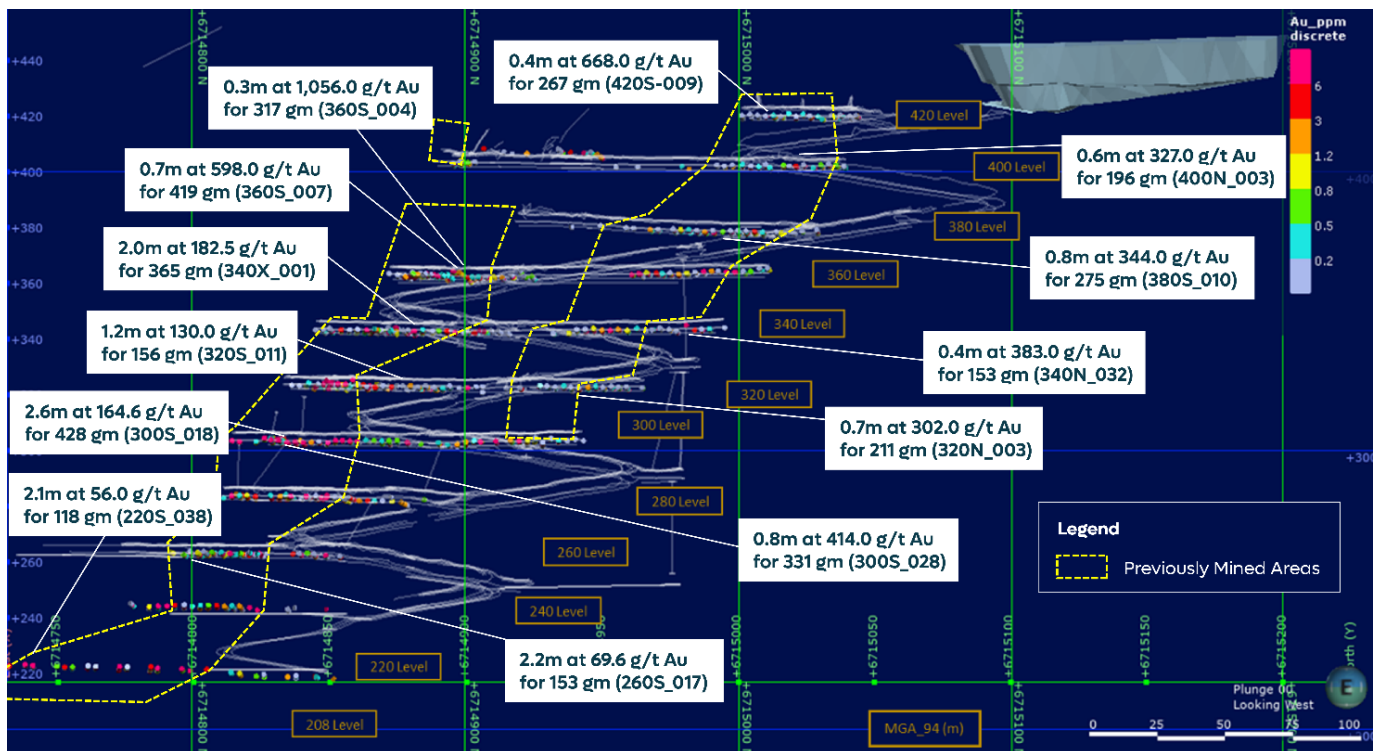 Au_ppm
discrete
6
3
1.2
0.8
0.5
0.2
0.4m at 668.0 g/t Au
for 267 gm (420S-009)
0.3m at 1,056.0 g/t Au
for 317 gm (360S_004)
0.7m at 598.0 g/t Au
for 419 gm (360S_007)
2.0m at 182.5 g/t Au
for 365 gm (340X_001)
1.2m at 130.0 g/t Au
for 156 gm (320S_011)
2.6m at 164.6 g/t Au
for 428 gm (300S_018)
2.1m at 56.0 g/t Au
for 118 gm (220S_038)
0.6m at 327.0 g/t Au
for 196 gm (400N_003)
0.8m at 344.0 g/t Au
for 275 gm (380S_010)
0.4m at 383.0 g/t Au
for 153 gm (340N_032)
0.7m at 302.0 g/t Au
for 211 gm (320N_003)
0.8m at 414.0 g/t Au
for 331 gm (300S_028)
2.2m at 69.6 g/t Au
for 153 gm (260S_017)
420 Level
400 Level
380 Level
360 Level
340 Level
320 Level
300 Level
280 Level
260 Level
240 Level
220 Level
208 Level
Legend
Previously Mined Areas
+440
+420
+400
+380
+360
+340
+260
+240
+220
+300
+6714800 N
+6714900 N
+6715000 N
+6715100 N
+6714750
+6714800
+6714850
+6715000
+6715050
+6715100
+6715150
+6715200
MGA_94 (m)
Plunge 00
Looking West
E
0 25 50 75 100